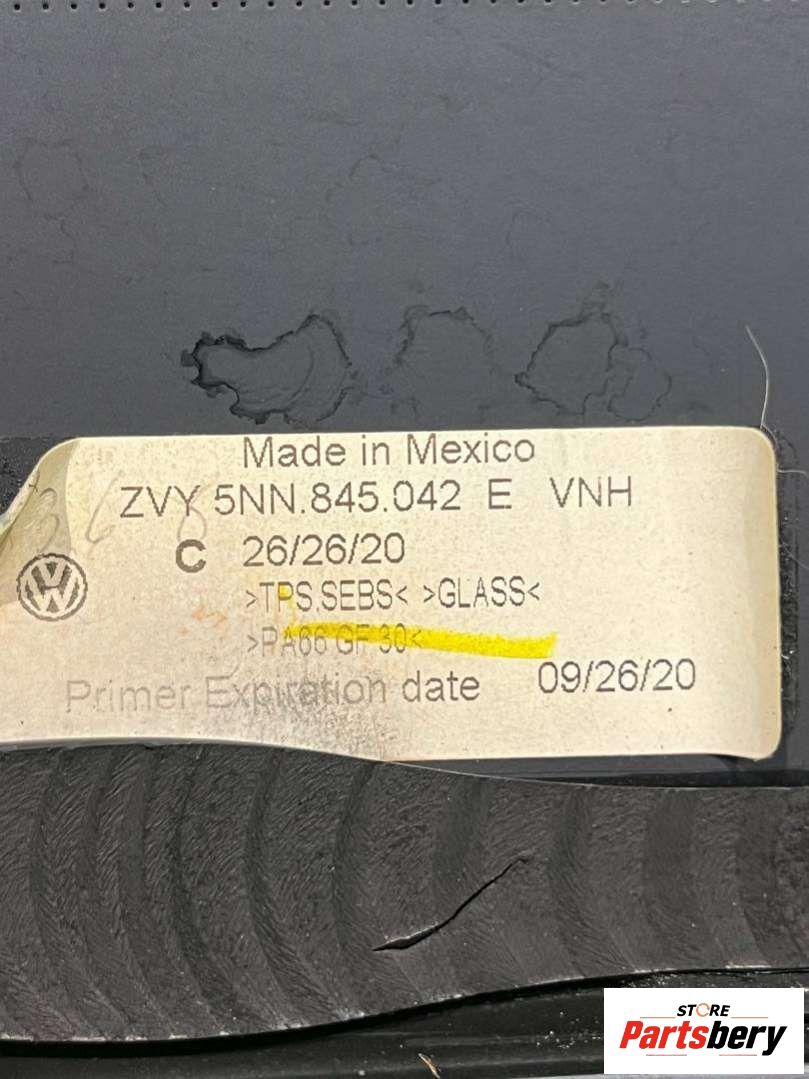 Made in Mexico
ZVY 5NN.845.042 E VNH
C 26/26/20
>TPS.SEBS< >GLASS<
>PA66 GF 30<
Primer Expiration date 09/26/20
STORE
Partsbery